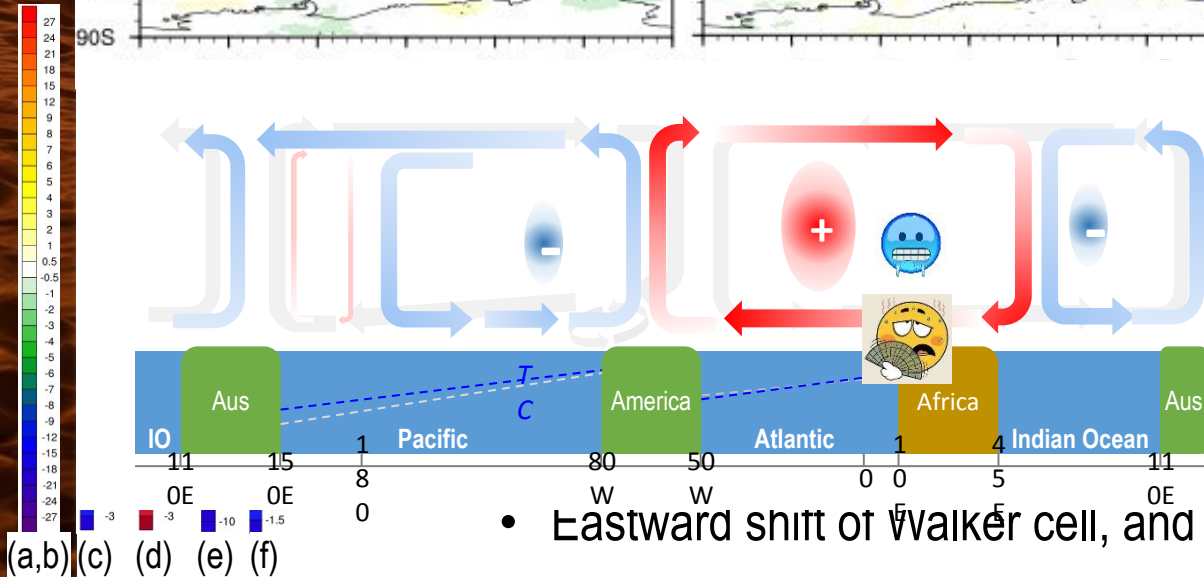 27
24
21
18
15
12
9
8
7
6
5
4
3
2
1
0.5
-0.5
-1
-2
-3
-4
-5
-6
-7
-8
-9
-12
-15
-18
-21
-24
-27
90S
+
-
-
T
C
Aus
America
Africa
Aus
IO
Pacific
Atlantic
Indian Ocean
11
0E
15
0E
1
8
0
80
W
50
W
0
1
0
E
4
5
E
11
0E
-3
-3
-10
-1.5
(a,b) (c) (d) (e) (f)
• Eastward shift of Walker cell, and